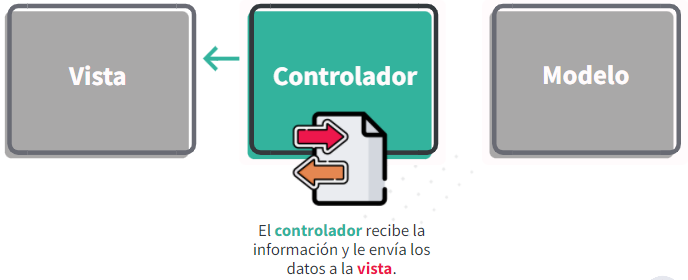 Vista
Controlador
Modelo
El controlador recibe la
información y le envía los
datos a la vista.